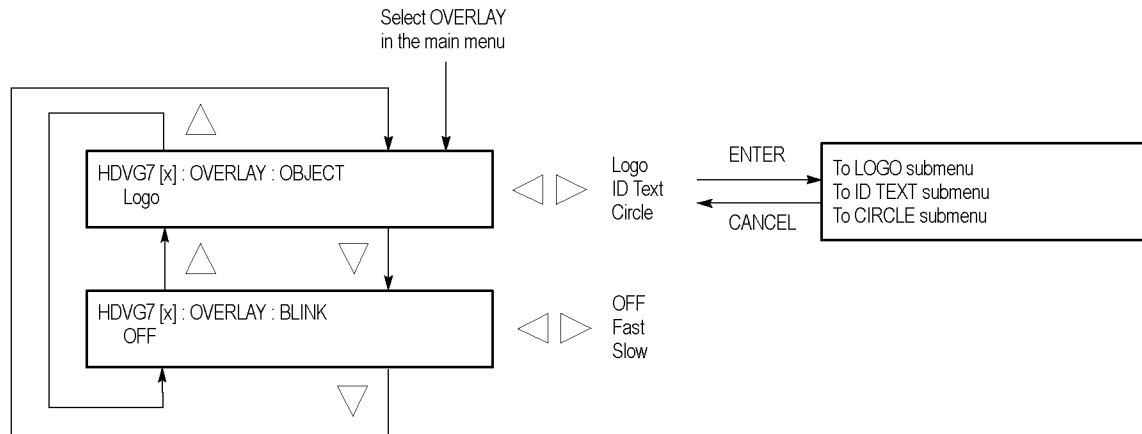 Select OVERLAY
in the main menu
HDVG7 [x] : OVERLAY : OBJECT
Logo
Logo
ID Text
Circle
ENTER
CANCEL
To LOGO submenu
To ID TEXT submenu
To CIRCLE submenu
HDVG7 [x] : OVERLAY : BLINK
OFF
OFF
Fast
Slow